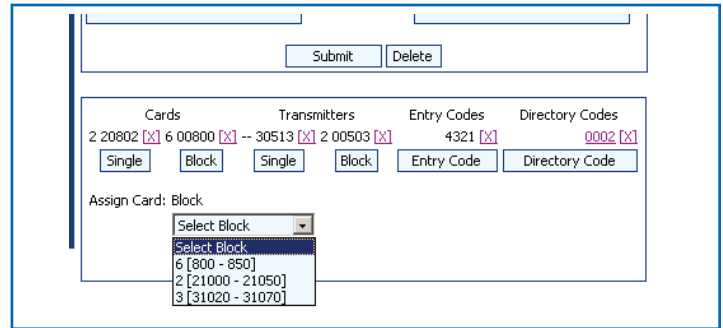 Submit Delete
Cards Transmitters Entry Codes Directory Codes
2 20802 [X] 6 00800 [X] -- 30513 [X] 2 00503 [X] 4321 [X] 0002 [X]
Single Block Single Block Entry Code Directory Code
Assign Card: Block
Select Block
Select Block
6 [800 - 850]
2 [21000 - 21050]
3 [31020 - 31070]